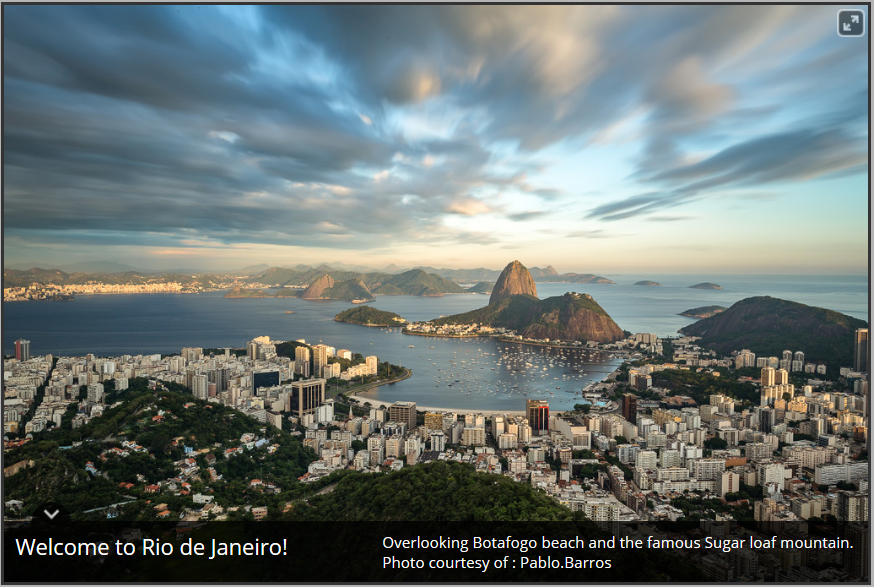 Welcome to Rio de Janeiro!
Overlooking Botafogo beach and the famous Sugar loaf mountain.
Photo courtesy of : Pablo.Barros